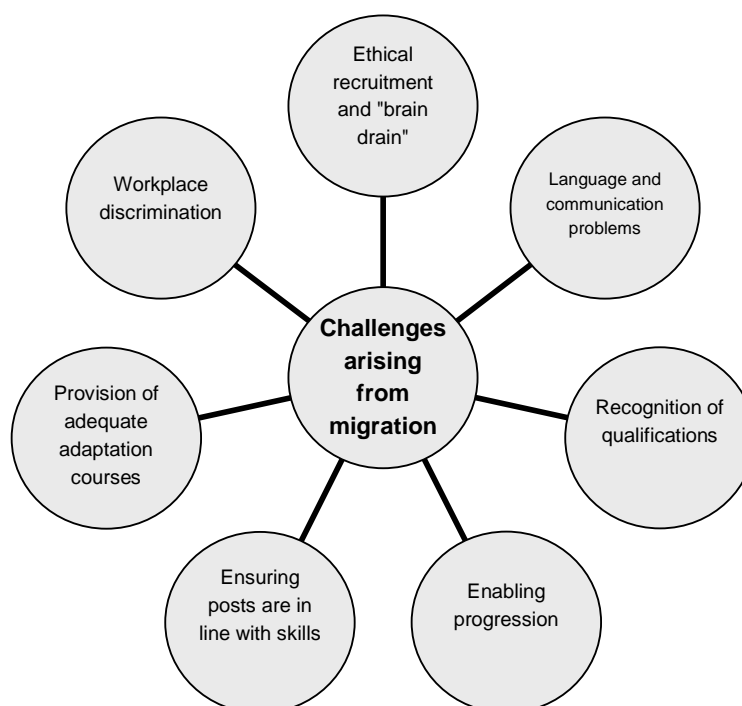 Ethical
recruitment
and "brain
drain"
Language and
communication
problems
Recognition of
qualifications
Enabling
progression
Ensuring
posts are in
line with skills
Provision of
adequate
adaptation
courses
Workplace
discrimination
Challenges
arising
from
migration